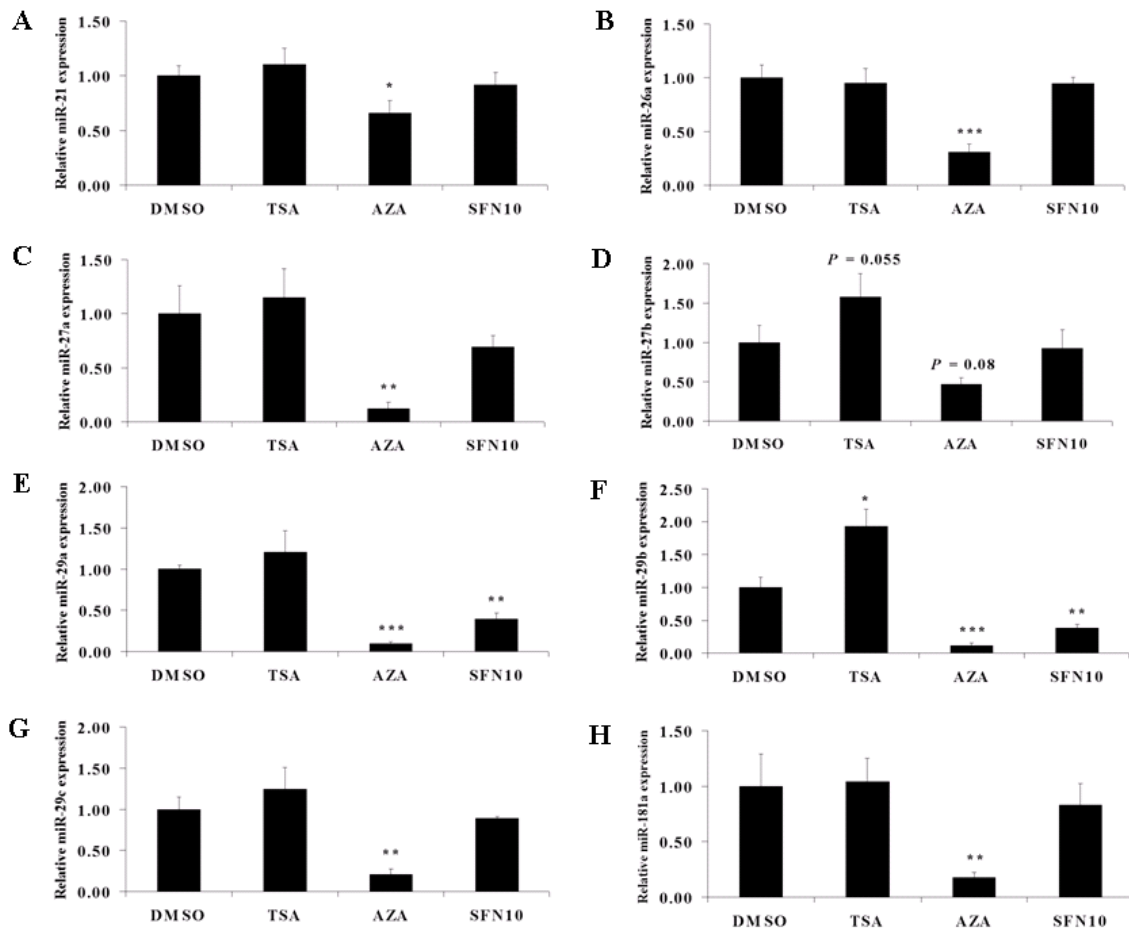 A
Relative miR-21 expression
1.50
1.00
0.50
0.00
*
DMSO TSA AZA SFN10
B
Relative miR-26a expression
1.50
1.00
0.50
0.00
***
DMSO TSA AZA SFN10
C
Relative miR-27a expression
1.50
1.00
0.50
0.00
**
DMSO TSA AZA SFN10
D
Relative miR-27b expression
2.00
1.50
1.00
0.50
0.00
P = 0.055
P = 0.08
DMSO TSA AZA SFN10
E
Relative miR-29a expression
2.00
1.50
1.00
0.50
0.00
***
**
DMSO TSA AZA SFN10
F
Relative miR-29b expression
2.50
2.00
1.50
1.00
0.50
0.00
*
***
**
DMSO TSA AZA SFN10
G
Relative miR-29c expression
2.00
1.50
1.00
0.50
0.00
**
DMSO TSA AZA SFN10
H
Relative miR-181a expression
1.50
1.00
0.50
0.00
**
DMSO TSA AZA SFN10